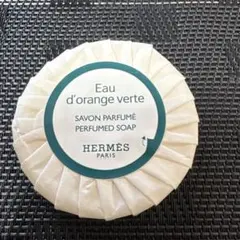 Eau
d'orange verte
SAVON PARFUMÉ
PERFUMED SOAP
HERMÈS
PARIS